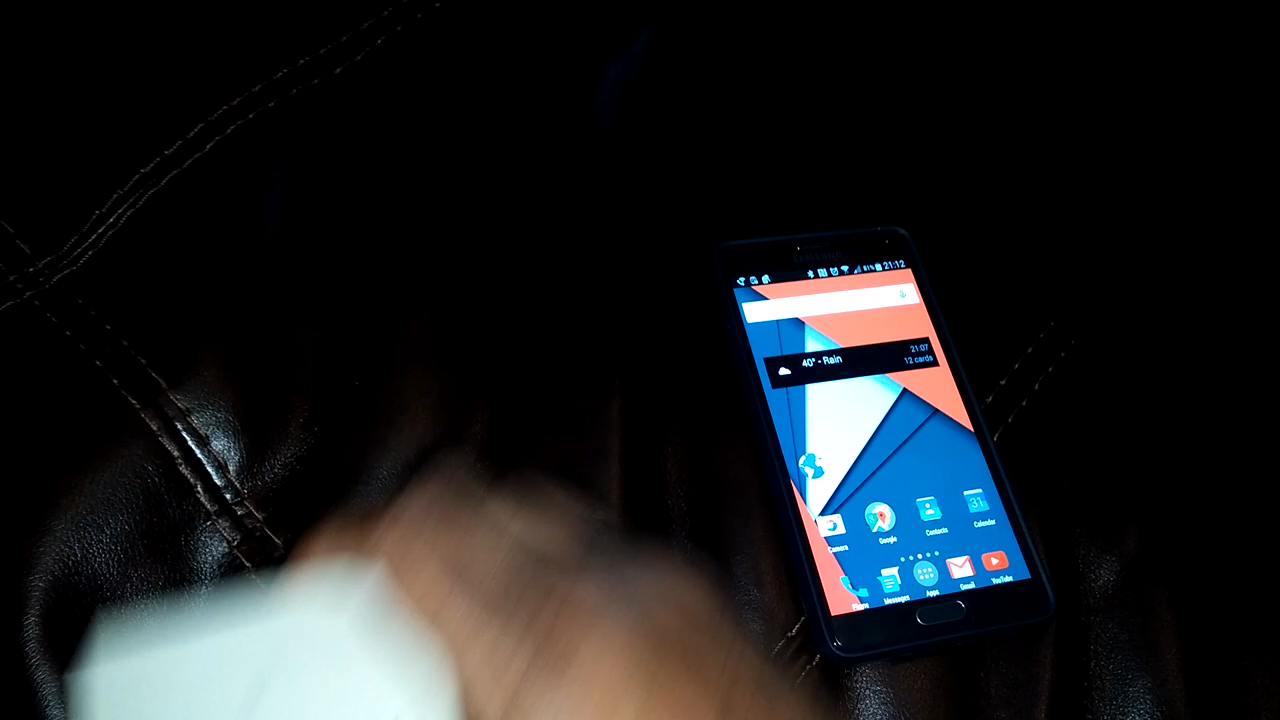 SAMSUNG
81% 21:12
40° - Rain
21:07
12 cards
31
Camera
Google
Contacts
Calendar
Phone
Messages
Apps
Gmail
YouTube